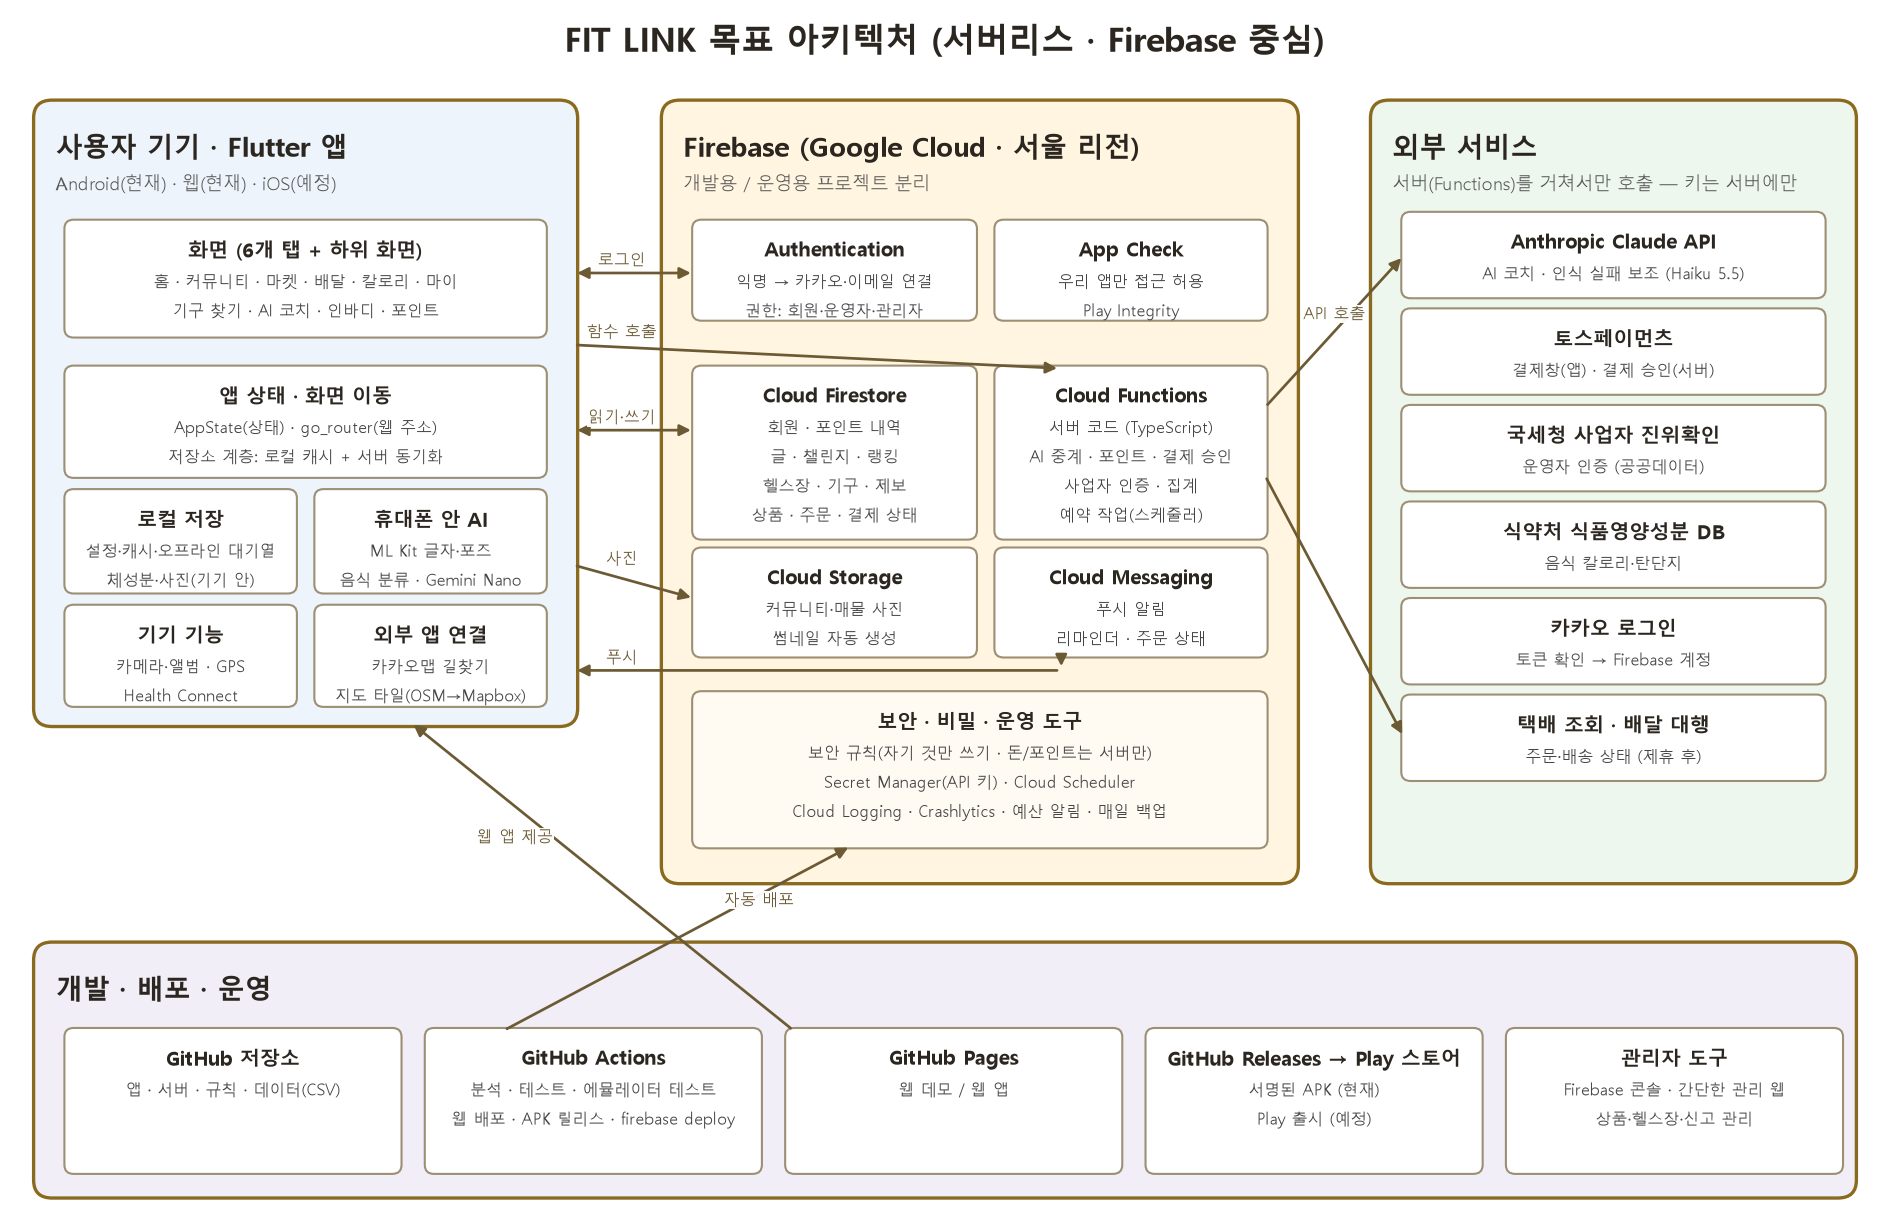 FIT LINK 목표 아키텍처 (서버리스 · Firebase 중심)
사용자 기기 · Flutter 앱
Android(현재) · 웹(현재) · iOS(예정)
화면 (6개 탭 + 하위 화면)
홈 · 커뮤니티 · 마켓 · 배달 · 칼로리 · 마이
기구 찾기 · AI 코치 · 인바디 · 포인트
앱 상태 · 화면 이동
AppState(상태) · go_router(웹 주소)
저장소 계층: 로컬 캐시 + 서버 동기화
로컬 저장
설정·캐시·오프라인 대기열
체성분·사진(기기 안)
휴대폰 안 AI
ML Kit 글자·포즈
음식 분류 · Gemini Nano
기기 기능
카메라·앨범 · GPS
Health Connect
외부 앱 연결
카카오맵 길찾기
지도 타일(OSM→Mapbox)
로그인
함수 호출
읽기·쓰기
사진
푸시
Firebase (Google Cloud · 서울 리전)
개발용 / 운영용 프로젝트 분리
Authentication
익명 → 카카오·이메일 연결
권한: 회원·운영자·관리자
App Check
우리 앱만 접근 허용
Play Integrity
Cloud Firestore
회원 · 포인트 내역
글 · 챌린지 · 랭킹
헬스장 · 기구 · 제보
상품 · 주문 · 결제 상태
Cloud Functions
서버 코드 (TypeScript)
AI 중계 · 포인트 · 결제 승인
사업자 인증 · 집계
예약 작업(스케줄러)
Cloud Storage
커뮤니티·매물 사진
썸네일 자동 생성
Cloud Messaging
푸시 알림
리마인더 · 주문 상태
보안 · 비밀 · 운영 도구
보안 규칙(자기 것만 쓰기 · 돈/포인트는 서버만)
Secret Manager(API 키) · Cloud Scheduler
Cloud Logging · Crashlytics · 예산 알림 · 매일 백업
API 호출
외부 서비스
서버(Functions)를 거쳐서만 호출 — 키는 서버에만
Anthropic Claude API
AI 코치 · 인식 실패 보조 (Haiku 5.5)
토스페이먼츠
결제창(앱) · 결제 승인(서버)
국세청 사업자 진위확인
운영자 인증 (공공데이터)
식약처 식품영양성분 DB
음식 칼로리·탄단지
카카오 로그인
토큰 확인 → Firebase 계정
택배 조회 · 배달 대행
주문·배송 상태 (제휴 후)
웹 앱 제공
자동 배포
개발 · 배포 · 운영
GitHub 저장소
앱 · 서버 · 규칙 · 데이터(CSV)
GitHub Actions
분석 · 테스트 · 에뮬레이터 테스트
웹 배포 · APK 릴리스 · firebase deploy
GitHub Pages
웹 데모 / 웹 앱
GitHub Releases → Play 스토어
서명된 APK (현재)
Play 출시 (예정)
관리자 도구
Firebase 콘솔 · 간단한 관리 웹
상품·헬스장·신고 관리